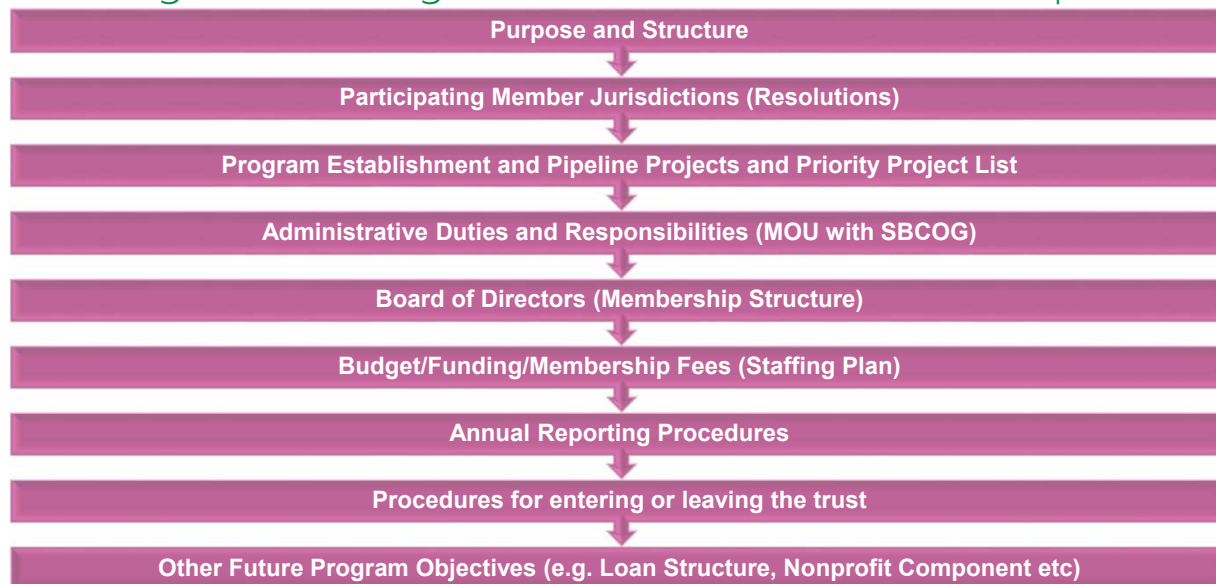 Purpose and Structure
Participating Member Jurisdictions (Resolutions)
Program Establishment and Pipeline Projects and Priority Project List
Administrative Duties and Responsibilities (MOU with SBCOG)
Board of Directors (Membership Structure)
Budget/Funding/Membership Fees (Staffing Plan)
Annual Reporting Procedures
Procedures for entering or leaving the trust
Other Future Program Objectives (e.g. Loan Structure, Nonprofit Component etc)